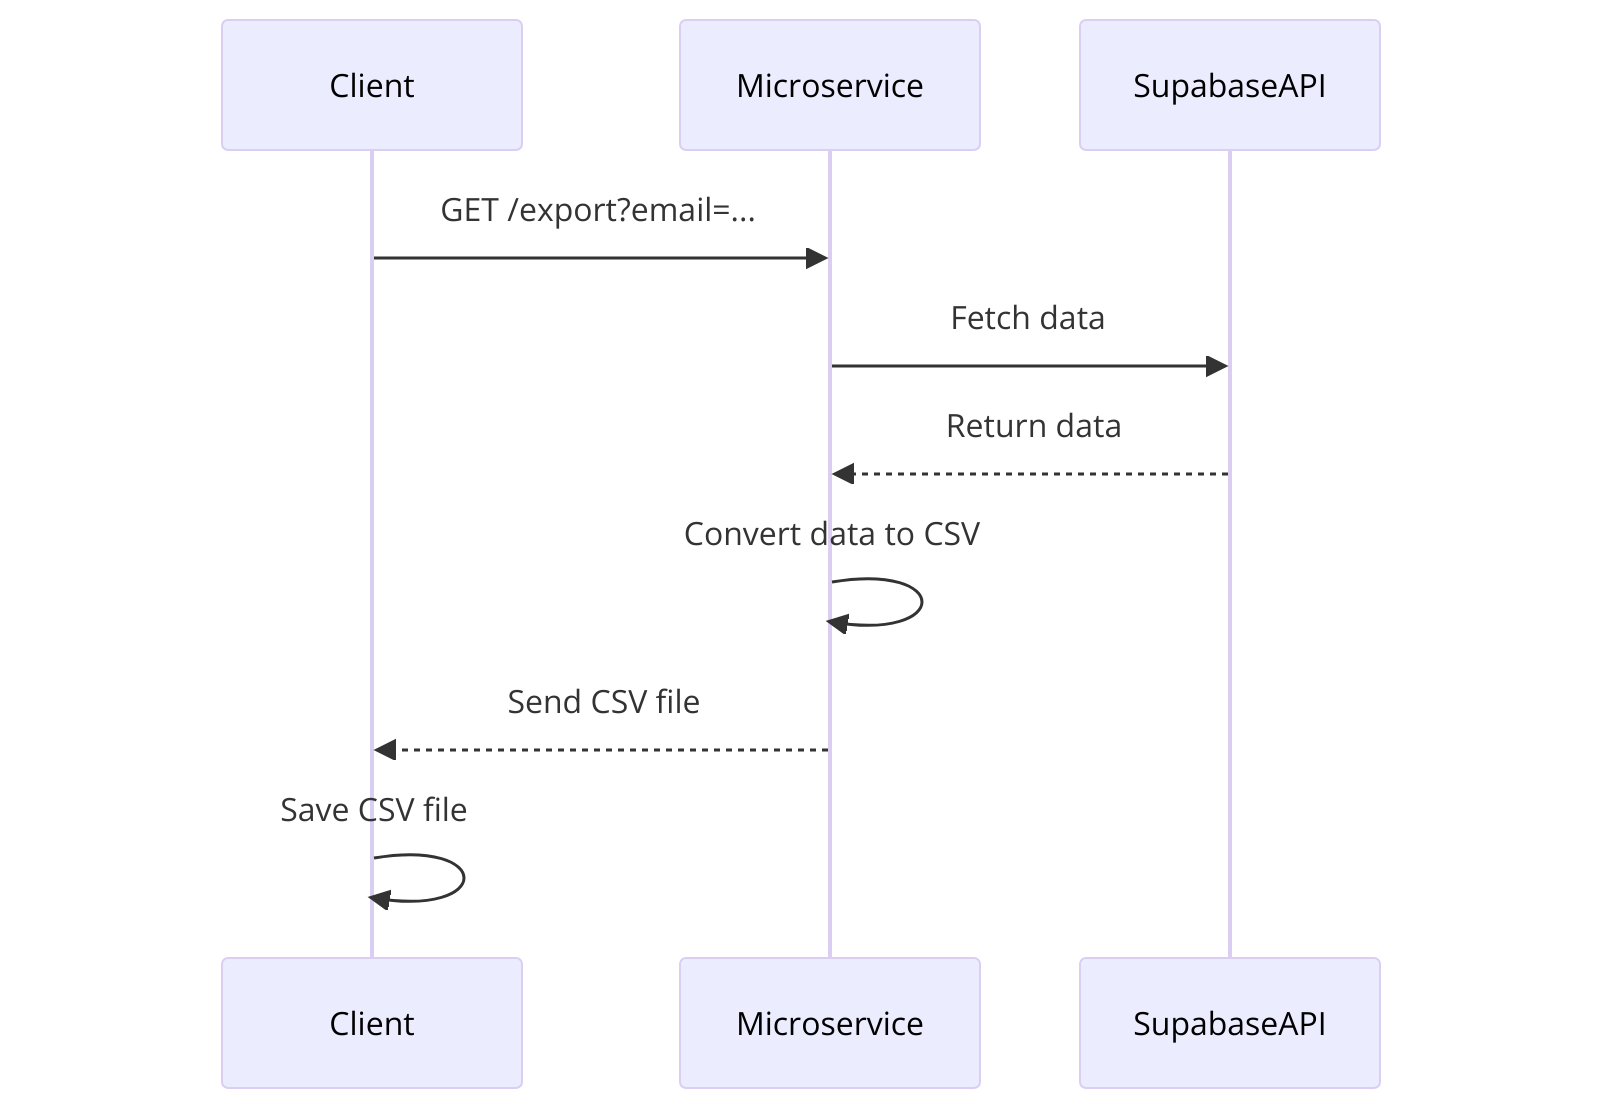 Client
Microservice
SupabaseAPI
GET /export?email=...
Fetch data
Return data
Convert data to CSV
Send CSV file
Save CSV file
Client
Microservice
SupabaseAPI